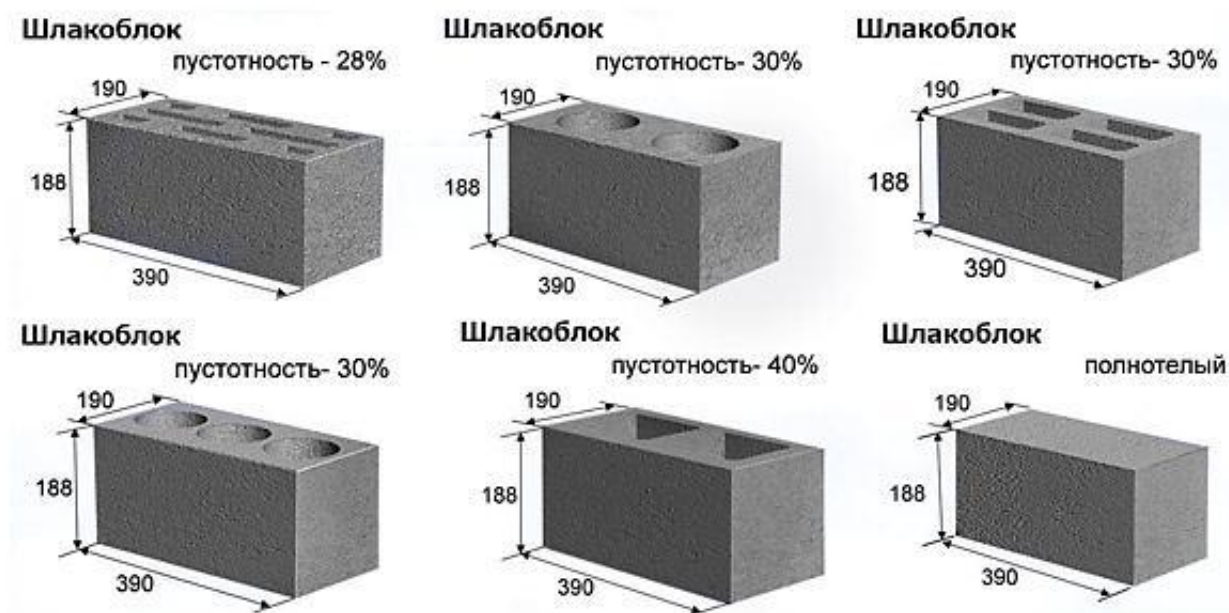 Шлакоблок
пустотность - 28%
190
188
390
Шлакоблок
пустотность- 30%
190
188
390
Шлакоблок
пустотность- 30%
190
188
390
Шлакоблок
пустотность- 30%
190
188
390
Шлакоблок
пустотность- 40%
190
188
390
Шлакоблок
полнотелый
190
188
390